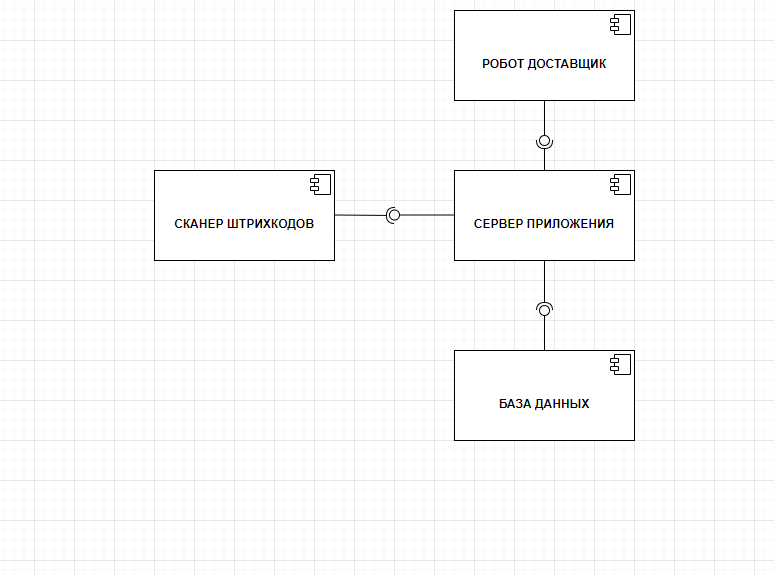 РОБОТ ДОСТАВЩИК
СКАНЕР ШТРИХКОДОВ
СЕРВЕР ПРИЛОЖЕНИЯ
БАЗА ДАННЫХ